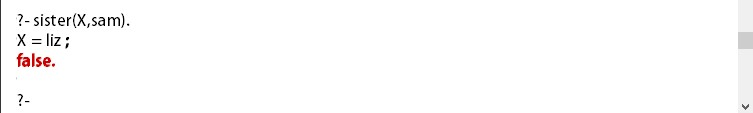 ?- sister(X,sam).
X = liz ;
false.
?-